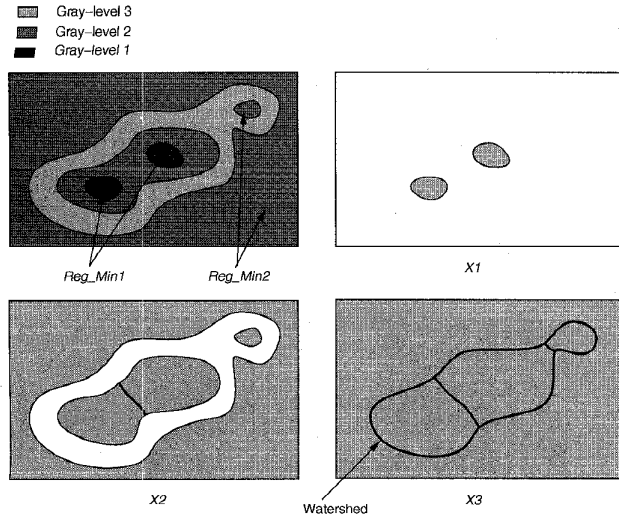 Gray-level 3
Gray-level 2
Gray-level 1
Reg_Min1
Reg_Min2
X1
X2
Watershed
X3